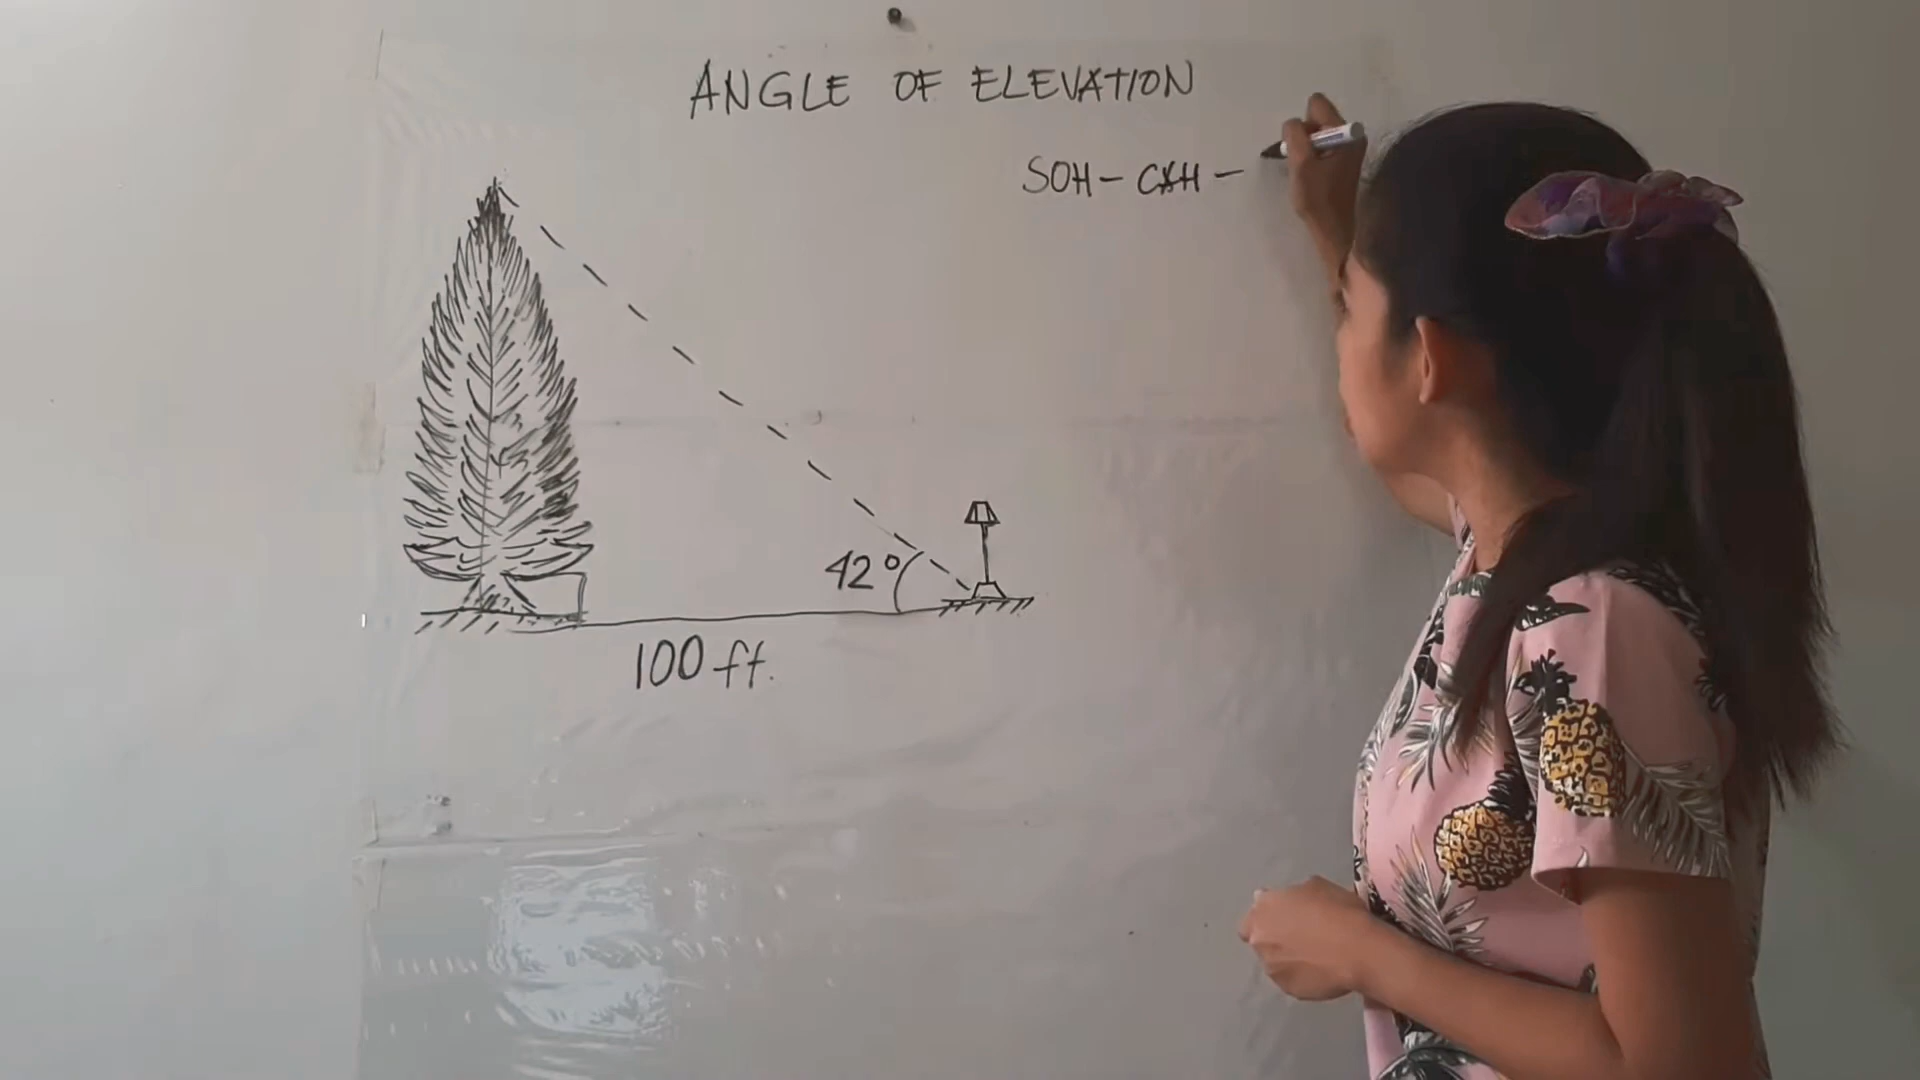 ANGLE OF ELEVATION
SOH - CAH -
42°
100 ft.